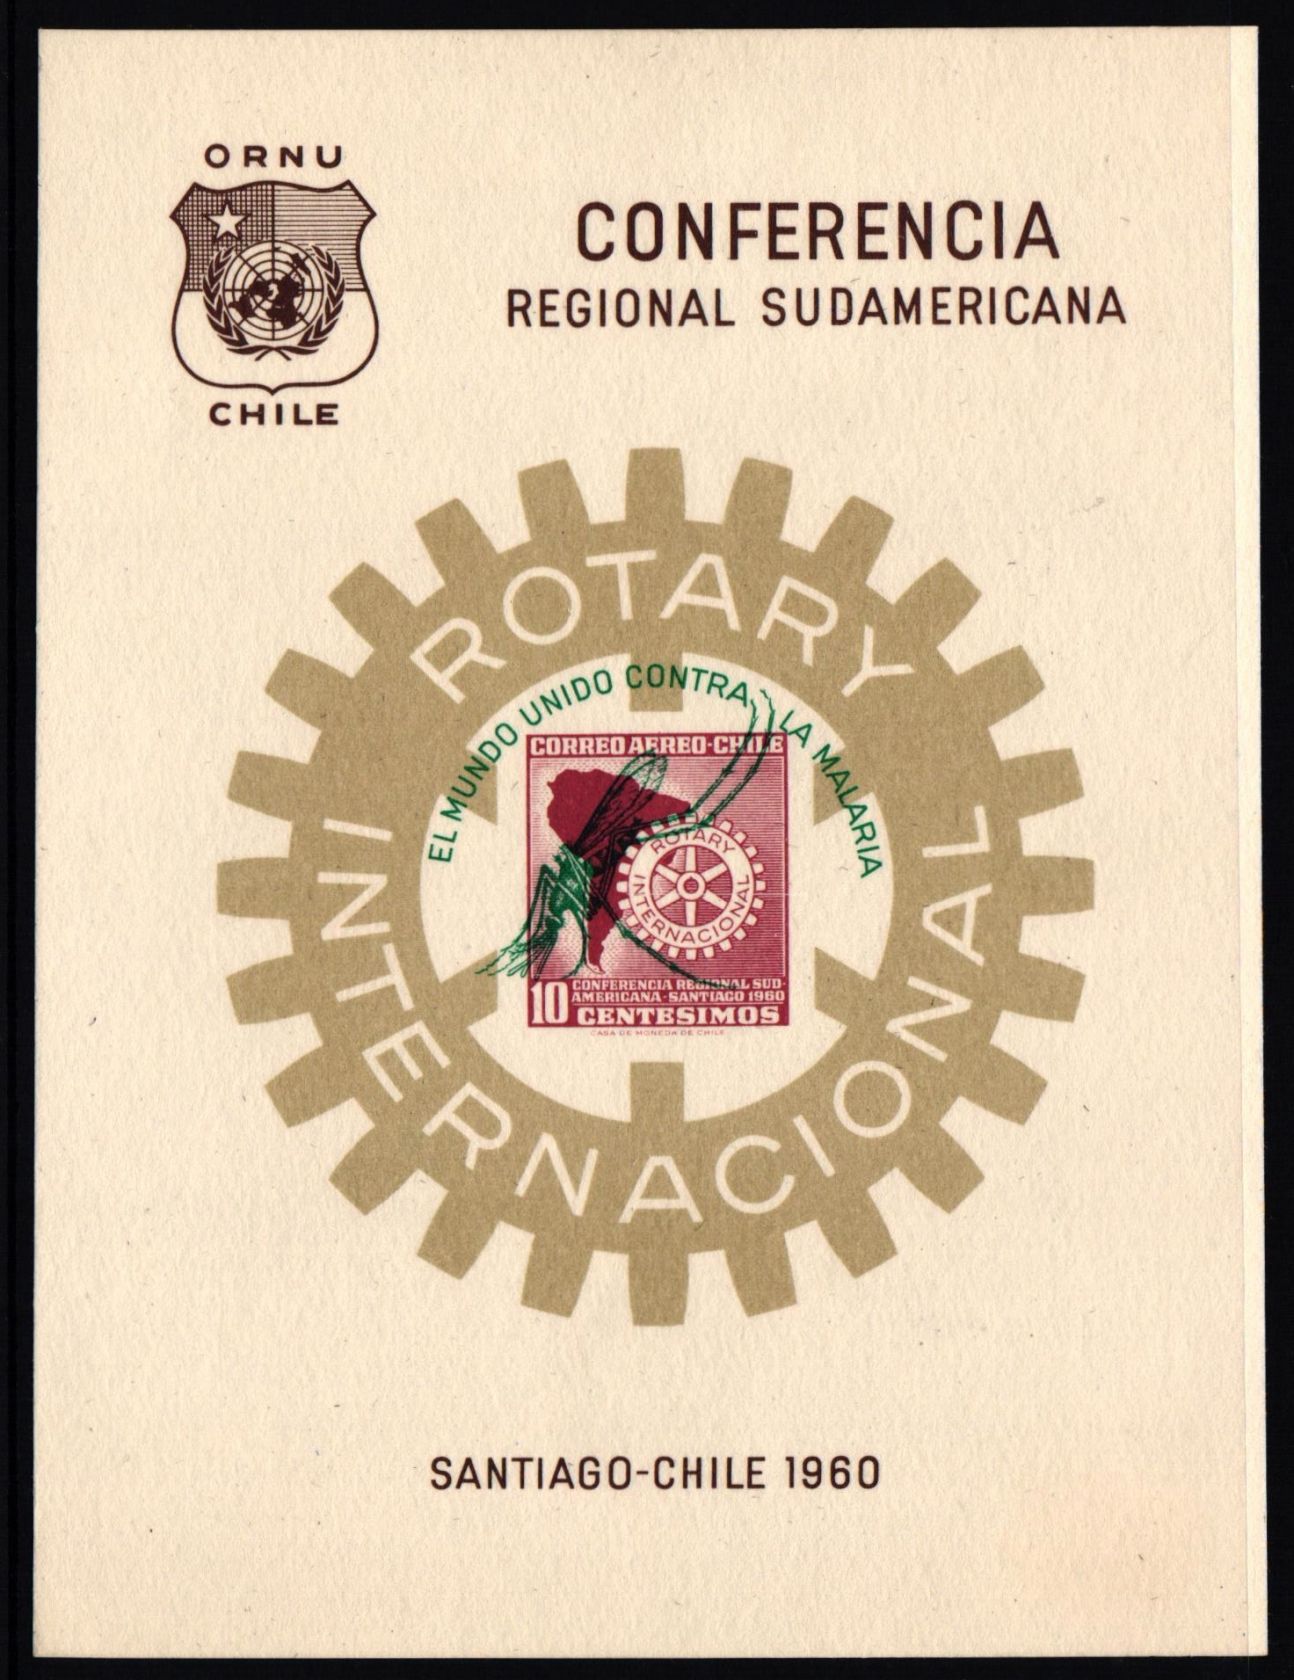 ORNU
CHILE
CONFERENCIA
REGIONAL SUDAMERICANA
ROTARY
INTERNACIONAL
EL MUNDO UNIDO CONTRA LA MALARIA
CORREO AEREO-CHILE
ROTARY
INTERNACIONAL
10
CONFERENCIA REGIONAL SUD-
AMERICANA-SANTIAGO 1960
CENTESIMOS
CASA DE MONEDA DE CHILE
SANTIAGO-CHILE 1960